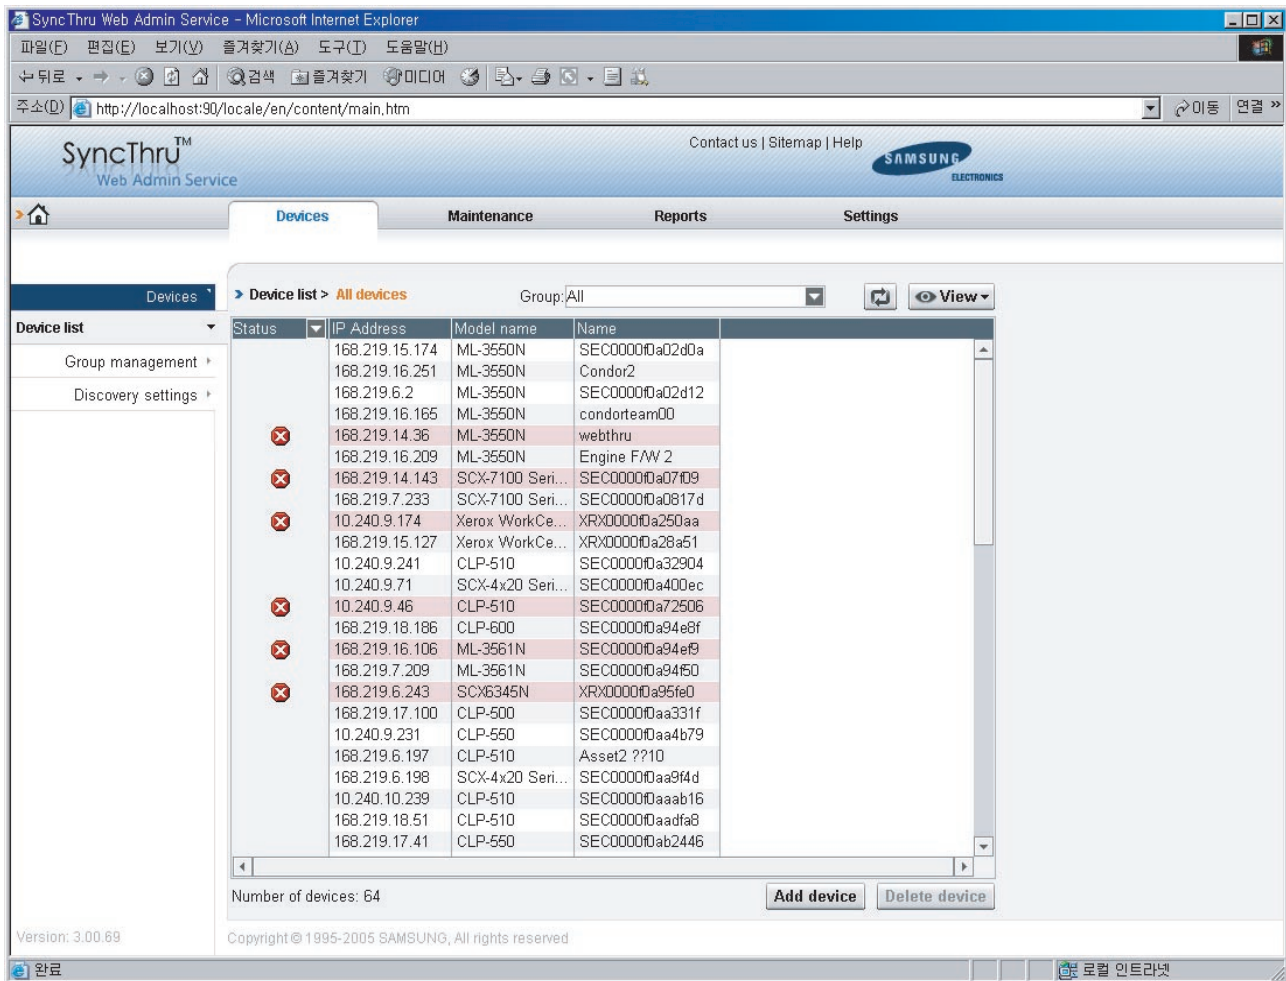 SyncThru Web Admin Service - Microsoft Internet Explorer
파일(F) 편집(E) 보기(V) 즐겨찾기(A) 도구(T) 도움말(H)
뒤로 검색 즐겨찾기 미디어
주소(D) http://localhost:90/locale/en/content/main.htm 이동 연결 »
SyncThru™
Web Admin Service
Contact us | Sitemap | Help
SAMSUNG
ELECTRONICS
Devices Maintenance Reports Settings
Devices
Device list
Group management
Discovery settings
Device list > All devices Group: All View
Status IP Address Model name Name
168.219.15.174 ML-3550N SEC0000f0a02d0a
168.219.16.251 ML-3550N Condor2
168.219.6.2 ML-3550N SEC0000f0a02d12
168.219.16.165 ML-3550N condorteam00
168.219.14.36 ML-3550N webthru
168.219.16.209 ML-3550N Engine F/W 2
168.219.14.143 SCX-7100 Seri... SEC0000f0a07f09
168.219.7.233 SCX-7100 Seri... SEC0000f0a0817d
10.240.9.174 Xerox WorkCe... XRX0000f0a250aa
168.219.15.127 Xerox WorkCe... XRX0000f0a28a51
10.240.9.241 CLP-510 SEC0000f0a32904
10.240.9.71 SCX-4x20 Seri... SEC0000f0a400ec
10.240.9.46 CLP-510 SEC0000f0a72506
168.219.18.186 CLP-600 SEC0000f0a94e8f
168.219.16.106 ML-3561N SEC0000f0a94ef9
168.219.7.209 ML-3561N SEC0000f0a94f50
168.219.6.243 SCX6345N XRX0000f0a95fe0
168.219.17.100 CLP-500 SEC0000f0aa331f
10.240.9.231 CLP-550 SEC0000f0aa4b79
168.219.6.197 CLP-510 Asset2 ??10
168.219.6.198 SCX-4x20 Seri... SEC0000f0aa9f4d
10.240.10.239 CLP-510 SEC0000f0aaab16
168.219.18.51 CLP-510 SEC0000f0aadfa8
168.219.17.41 CLP-550 SEC0000f0ab2446
Number of devices: 64 Add device Delete device
Version: 3.00.69
Copyright © 1995-2005 SAMSUNG, All rights reserved
완료 로컬 인트라넷